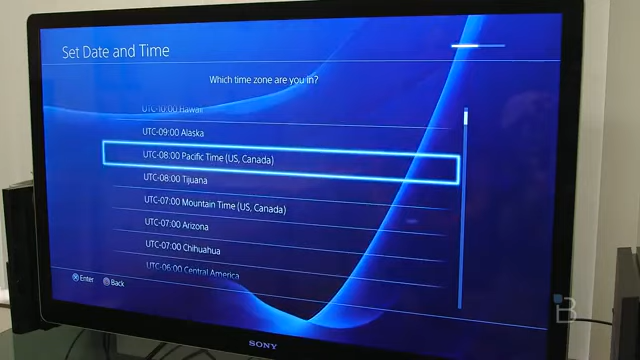 Set Date and Time
Which time zone are you in?
UTC-10:00 Hawaii
UTC-09:00 Alaska
UTC-08:00 Pacific Time (US, Canada)
UTC-08:00 Tijuana
UTC-07:00 Mountain Time (US, Canada)
UTC-07:00 Arizona
UTC-07:00 Chihuahua
UTC-06:00 Central America
Enter Back
SONY
B